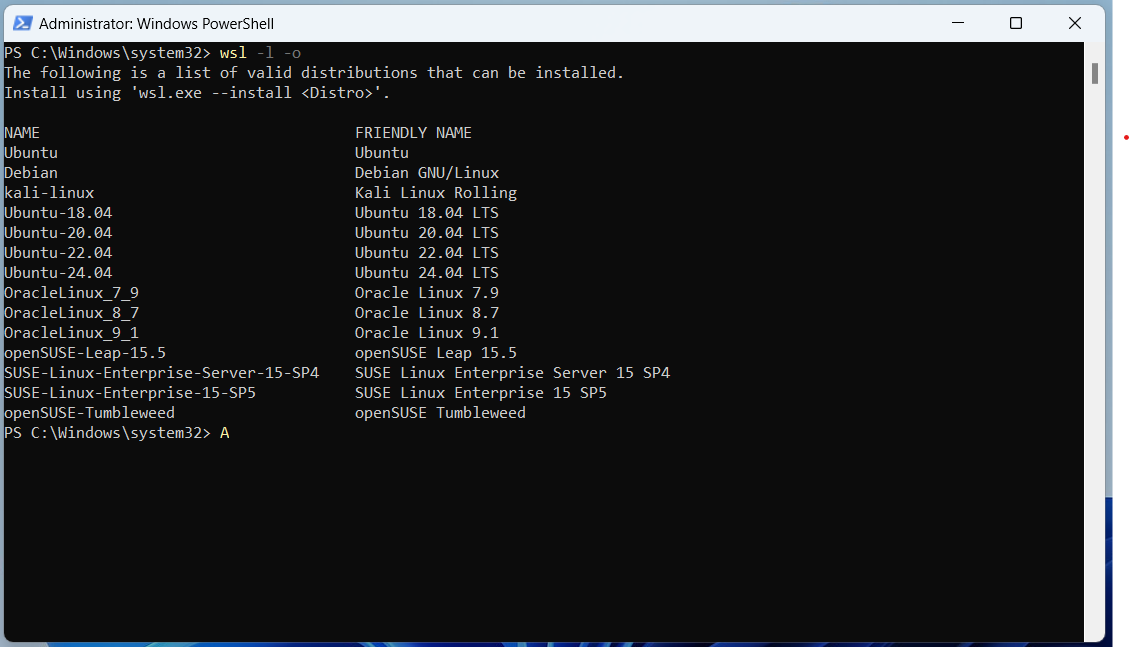 Administrator: Windows PowerShell
PS C:\Windows\system32> wsl -l -o
The following is a list of valid distributions that can be installed.
Install using 'wsl.exe --install <Distro>'.
NAME FRIENDLY NAME
Ubuntu Ubuntu
Debian Debian GNU/Linux
kali-linux Kali Linux Rolling
Ubuntu-18.04 Ubuntu 18.04 LTS
Ubuntu-20.04 Ubuntu 20.04 LTS
Ubuntu-22.04 Ubuntu 22.04 LTS
Ubuntu-24.04 Ubuntu 24.04 LTS
OracleLinux_7_9 Oracle Linux 7.9
OracleLinux_8_7 Oracle Linux 8.7
OracleLinux_9_1 Oracle Linux 9.1
openSUSE-Leap-15.5 openSUSE Leap 15.5
SUSE-Linux-Enterprise-Server-15-SP4 SUSE Linux Enterprise Server 15 SP4
SUSE-Linux-Enterprise-15-SP5 SUSE Linux Enterprise 15 SP5
openSUSE-Tumbleweed openSUSE Tumbleweed
PS C:\Windows\system32> A